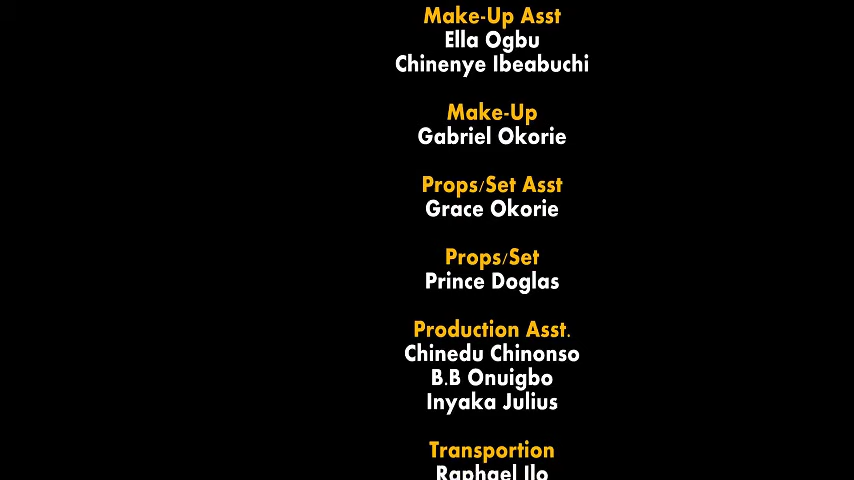 Make-Up Asst
Ella Ogbu
Chinenye Ibeabuchi
Make-Up
Gabriel Okorie
Props/Set Asst
Grace Okorie
Props/Set
Prince Doglas
Production Asst.
Chinedu Chinonso
B.B Onuigbo
Inyaka Julius
Transportion
Raphael Ilo